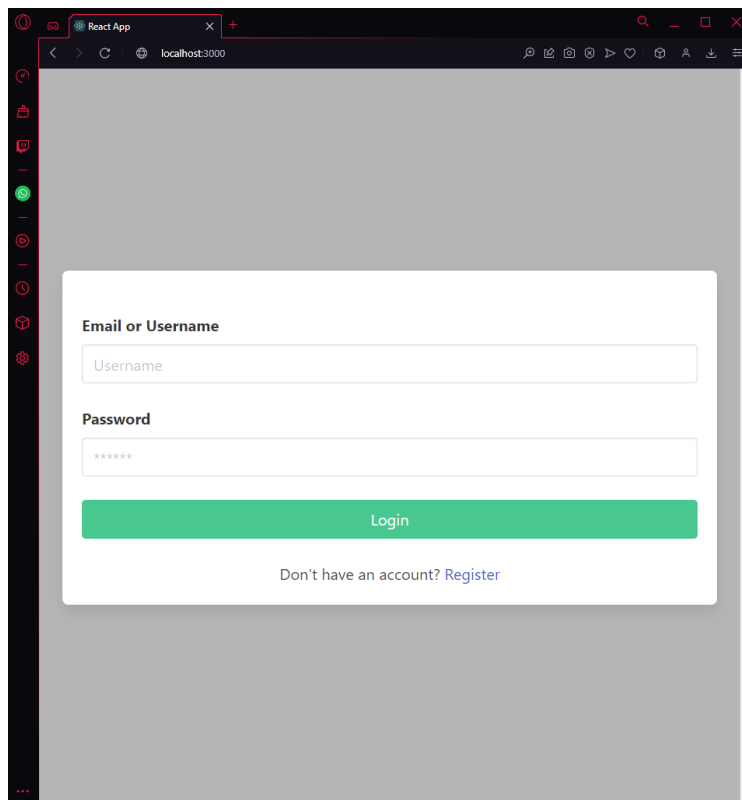 React App
localhost:3000
Email or Username
Username
Password
******
Login
Don't have an account? Register